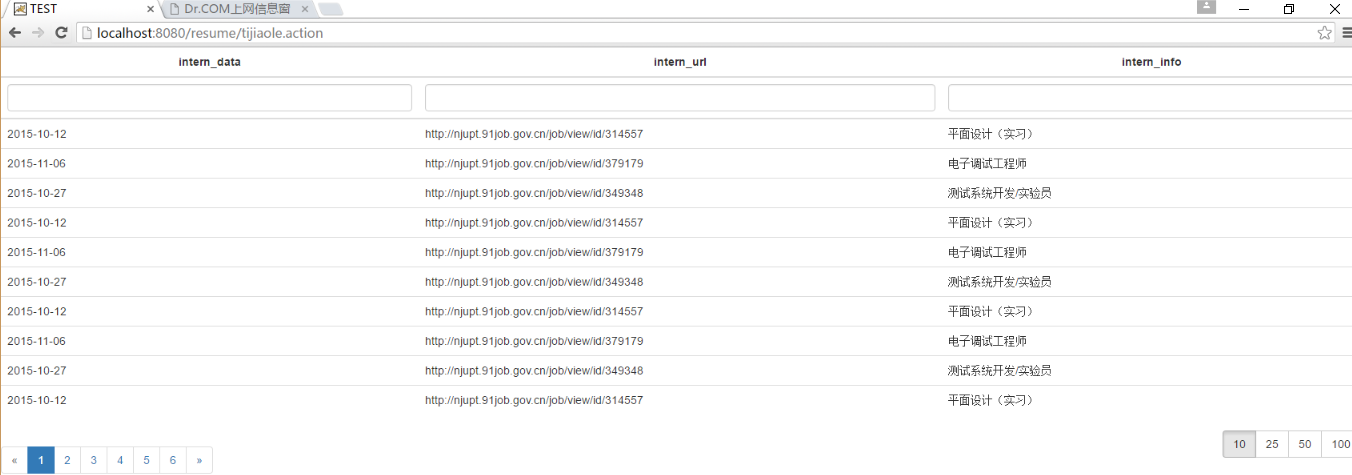 TEST Dr.COM上网信息窗
localhost:8080/resume/tijiaole.action
intern_data intern_url intern_info
2015-10-12 http://njupt.91job.gov.cn/job/view/id/314557 平面设计（实习）
2015-11-06 http://njupt.91job.gov.cn/job/view/id/379179 电子调试工程师
2015-10-27 http://njupt.91job.gov.cn/job/view/id/349348 测试系统开发/实验员
2015-10-12 http://njupt.91job.gov.cn/job/view/id/314557 平面设计（实习）
2015-11-06 http://njupt.91job.gov.cn/job/view/id/379179 电子调试工程师
2015-10-27 http://njupt.91job.gov.cn/job/view/id/349348 测试系统开发/实验员
2015-10-12 http://njupt.91job.gov.cn/job/view/id/314557 平面设计（实习）
2015-11-06 http://njupt.91job.gov.cn/job/view/id/379179 电子调试工程师
2015-10-27 http://njupt.91job.gov.cn/job/view/id/349348 测试系统开发/实验员
2015-10-12 http://njupt.91job.gov.cn/job/view/id/314557 平面设计（实习）
10 25 50 100
« 1 2 3 4 5 6 »